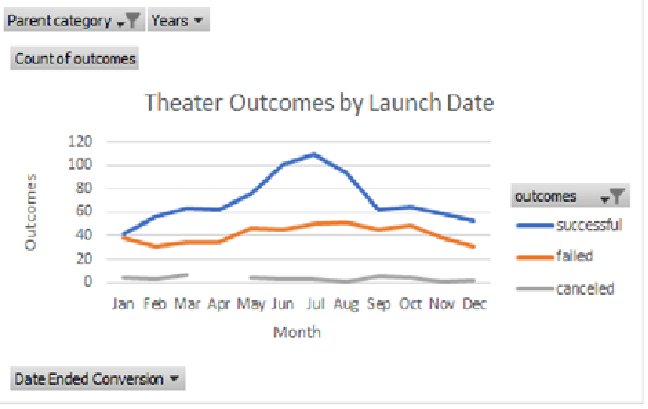 Parent category Years
Count of outcomes
Theater Outcomes by Launch Date
120
100
80
60
40
20
0
Outcomes
Jan Feb Mar Apr May Jun Jul Aug Sep Oct Nov Dec
Month
outcomes
successful
failed
canceled
Date Ended Conversion